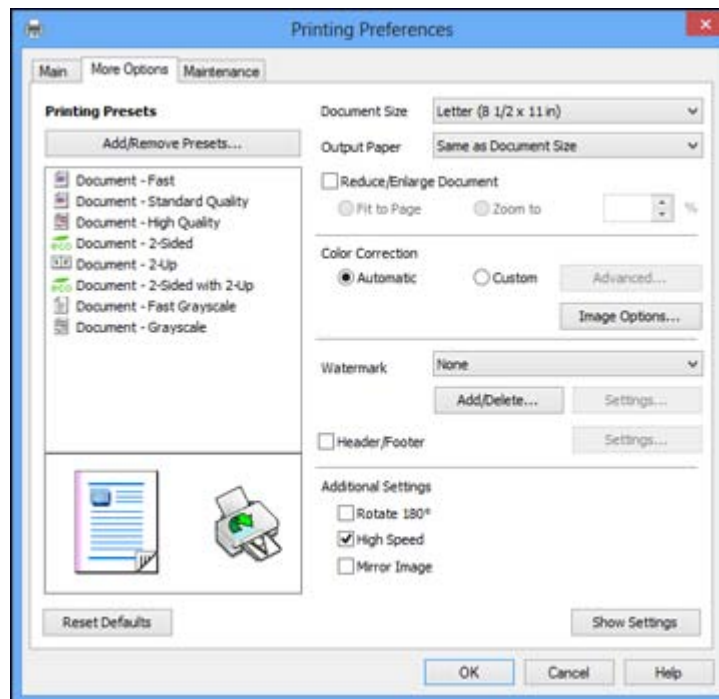 Printing Preferences
Main
More Options
Maintenance
Printing Presets
Add/Remove Presets...
Document - Fast
Document - Standard Quality
Document - High Quality
eco Document - 2-Sided
Document - 2-Up
eco Document - 2-Sided with 2-Up
Document - Fast Grayscale
Document - Grayscale
Reset Defaults
Document Size
Letter (8 1/2 x 11 in)
Output Paper
Same as Document Size
Reduce/Enlarge Document
Fit to Page
Zoom to
%
Color Correction
Automatic
Custom
Advanced...
Image Options...
Watermark
None
Add/Delete...
Settings...
Header/Footer
Settings...
Additional Settings
Rotate 180°
High Speed
Mirror Image
Show Settings
OK
Cancel
Help